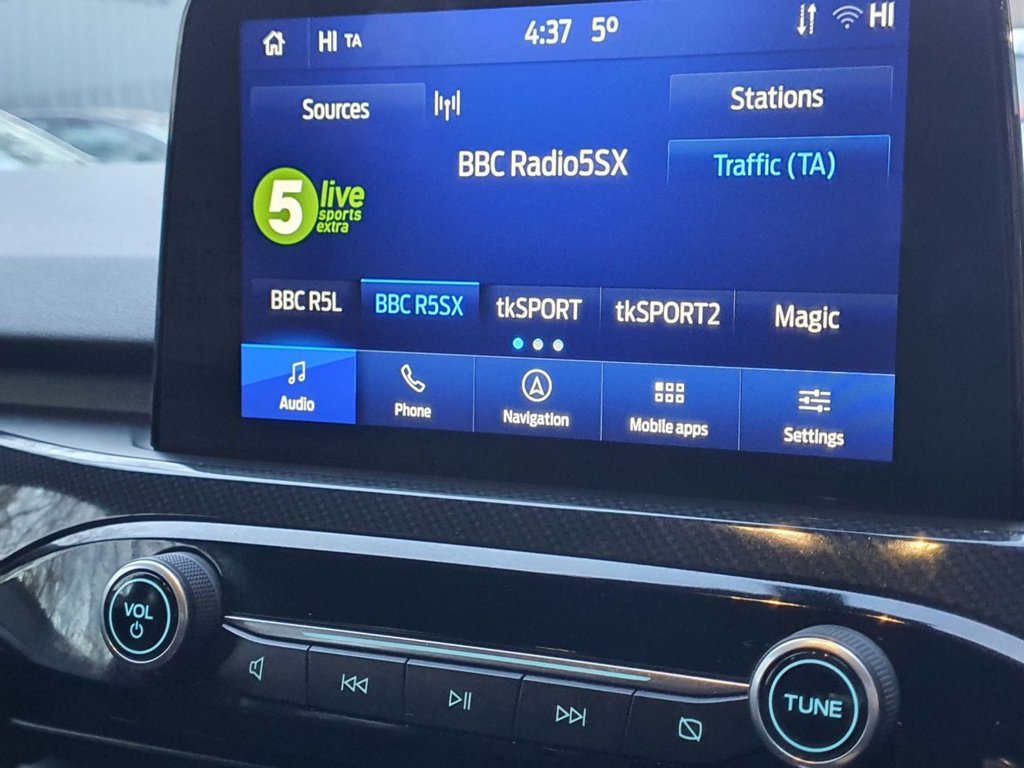 HI TA 4:37 5º HI
Sources Stations
BBC Radio5SX Traffic (TA)
5 live
sports
extra
BBC R5L BBC R5SX tkSPORT tkSPORT2 Magic
Audio Phone Navigation Mobile apps Settings
VOL
TUNE